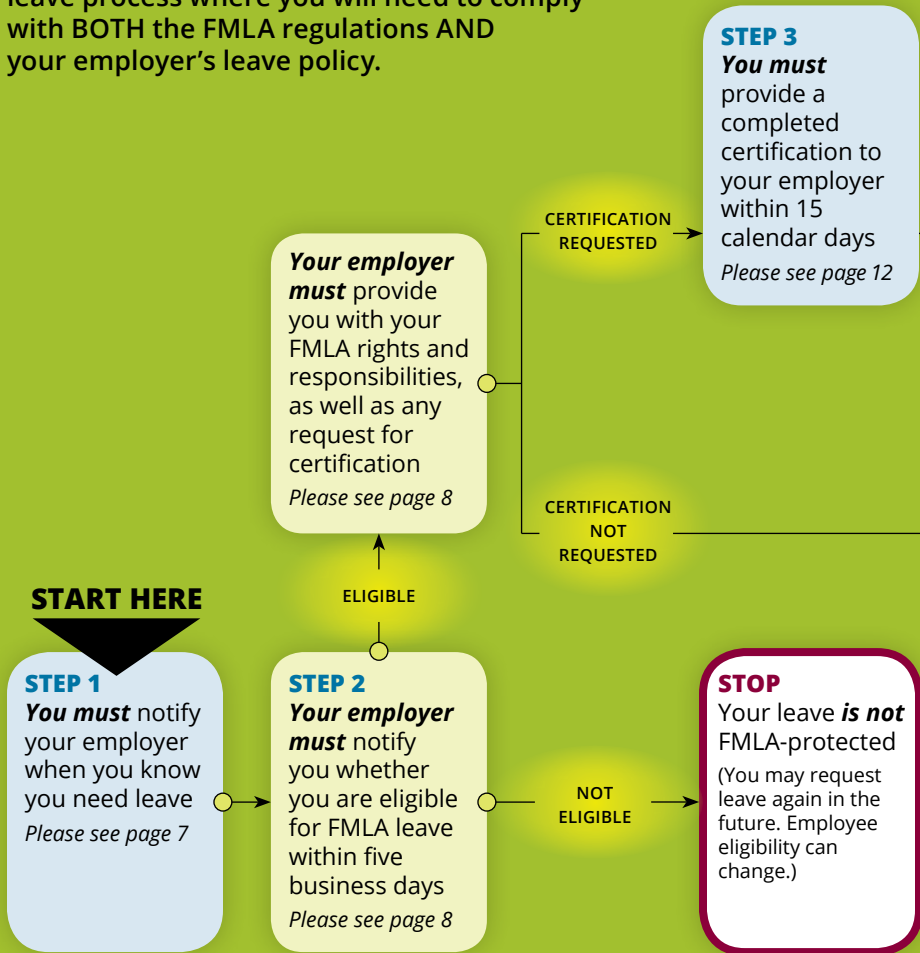 leave process where you will need to comply
with BOTH the FMLA regulations AND
your employer's leave policy.
START HERE
STEP 1
You must notify
your employer
when you know
you need leave
Please see page 7
STEP 2
Your employer
must notify
you whether
you are eligible
for FMLA leave
within five
business days
Please see page 8
ELIGIBLE
Your employer
must provide
you with your
FMLA rights and
responsibilities,
as well as any
request for
certification
Please see page 8
CERTIFICATION
REQUESTED
STEP 3
You must
provide a
completed
certification to
your employer
within 15
calendar days
Please see page 12
CERTIFICATION
NOT
REQUESTED
NOT
ELIGIBLE
STOP
Your leave is not
FMLA-protected
(You may request
leave again in the
future. Employee
eligibility can
change.)